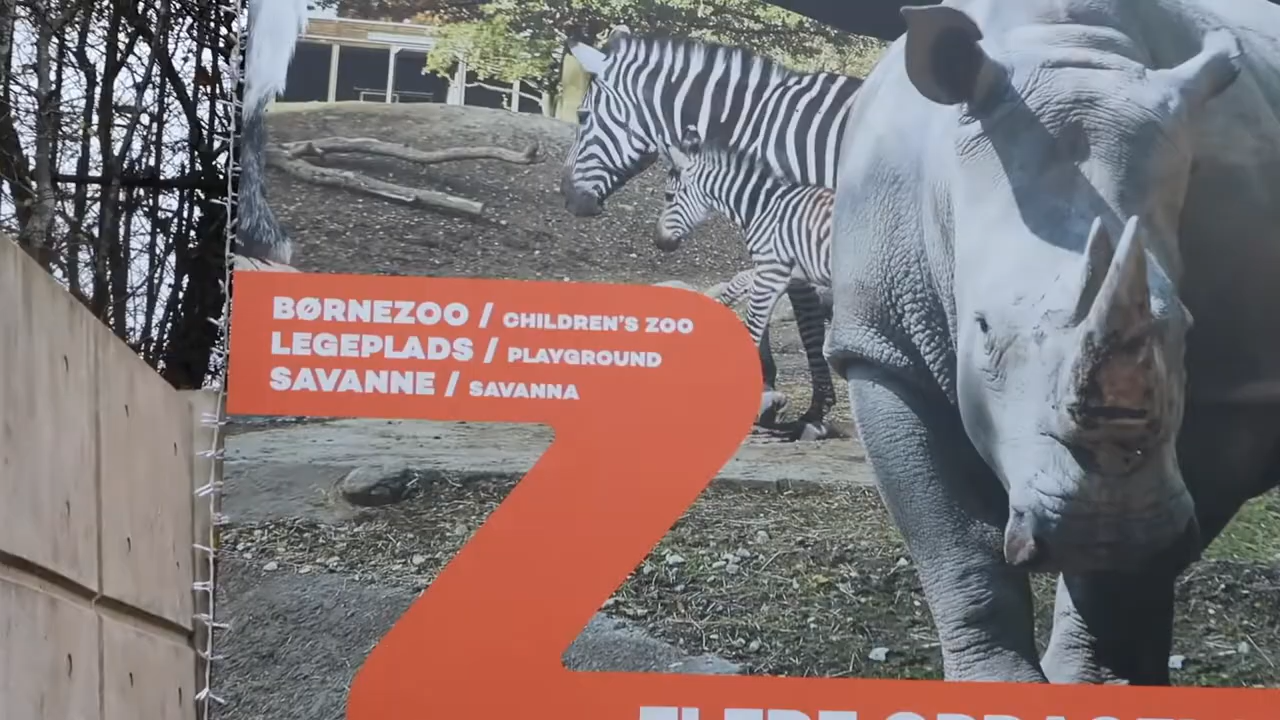 BØRNEZOO / CHILDREN'S ZOO
LEGEPLADS / PLAYGROUND
SAVANNE / SAVANNA